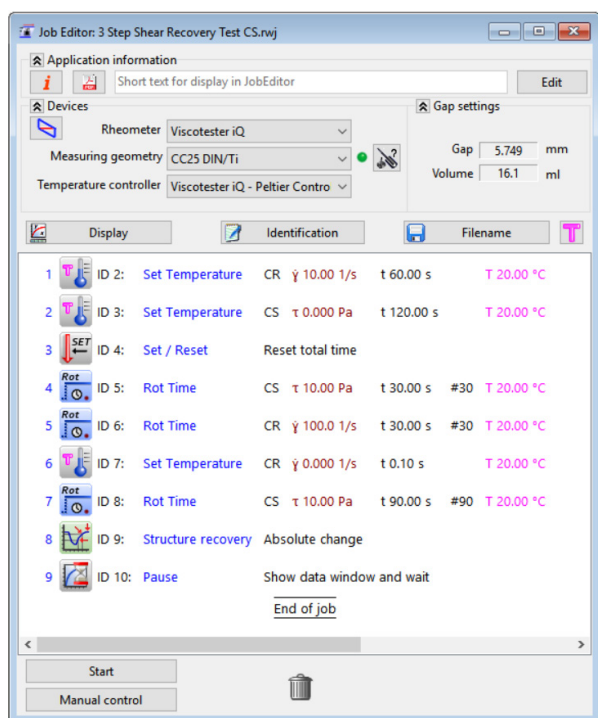 Job Editor: 3 Step Shear Recovery Test CS.rwj
Application information
i Short text for display in JobEditor Edit
Devices Gap settings
Rheometer Viscotester iQ
Gap 5.749 mm
Measuring geometry CC25 DIN/Ti
Volume 16.1 ml
Temperature controller Viscotester iQ - Peltier Contro
Display Identification Filename T
1 T ID 2: Set Temperature CR γ̇ 10.00 1/s t 60.00 s T 20.00 °C
2 T ID 3: Set Temperature CS τ 0.000 Pa t 120.00 s T 20.00 °C
3 SET ID 4: Set / Reset Reset total time
4 Rot ID 5: Rot Time CS τ 10.00 Pa t 30.00 s #30 T 20.00 °C
5 Rot ID 6: Rot Time CR γ̇ 100.0 1/s t 30.00 s #30 T 20.00 °C
6 T ID 7: Set Temperature CR γ̇ 0.000 1/s t 0.10 s T 20.00 °C
7 Rot ID 8: Rot Time CS τ 10.00 Pa t 90.00 s #90 T 20.00 °C
8 ID 9: Structure recovery Absolute change
9 ID 10: Pause Show data window and wait
End of job
Start
Manual control